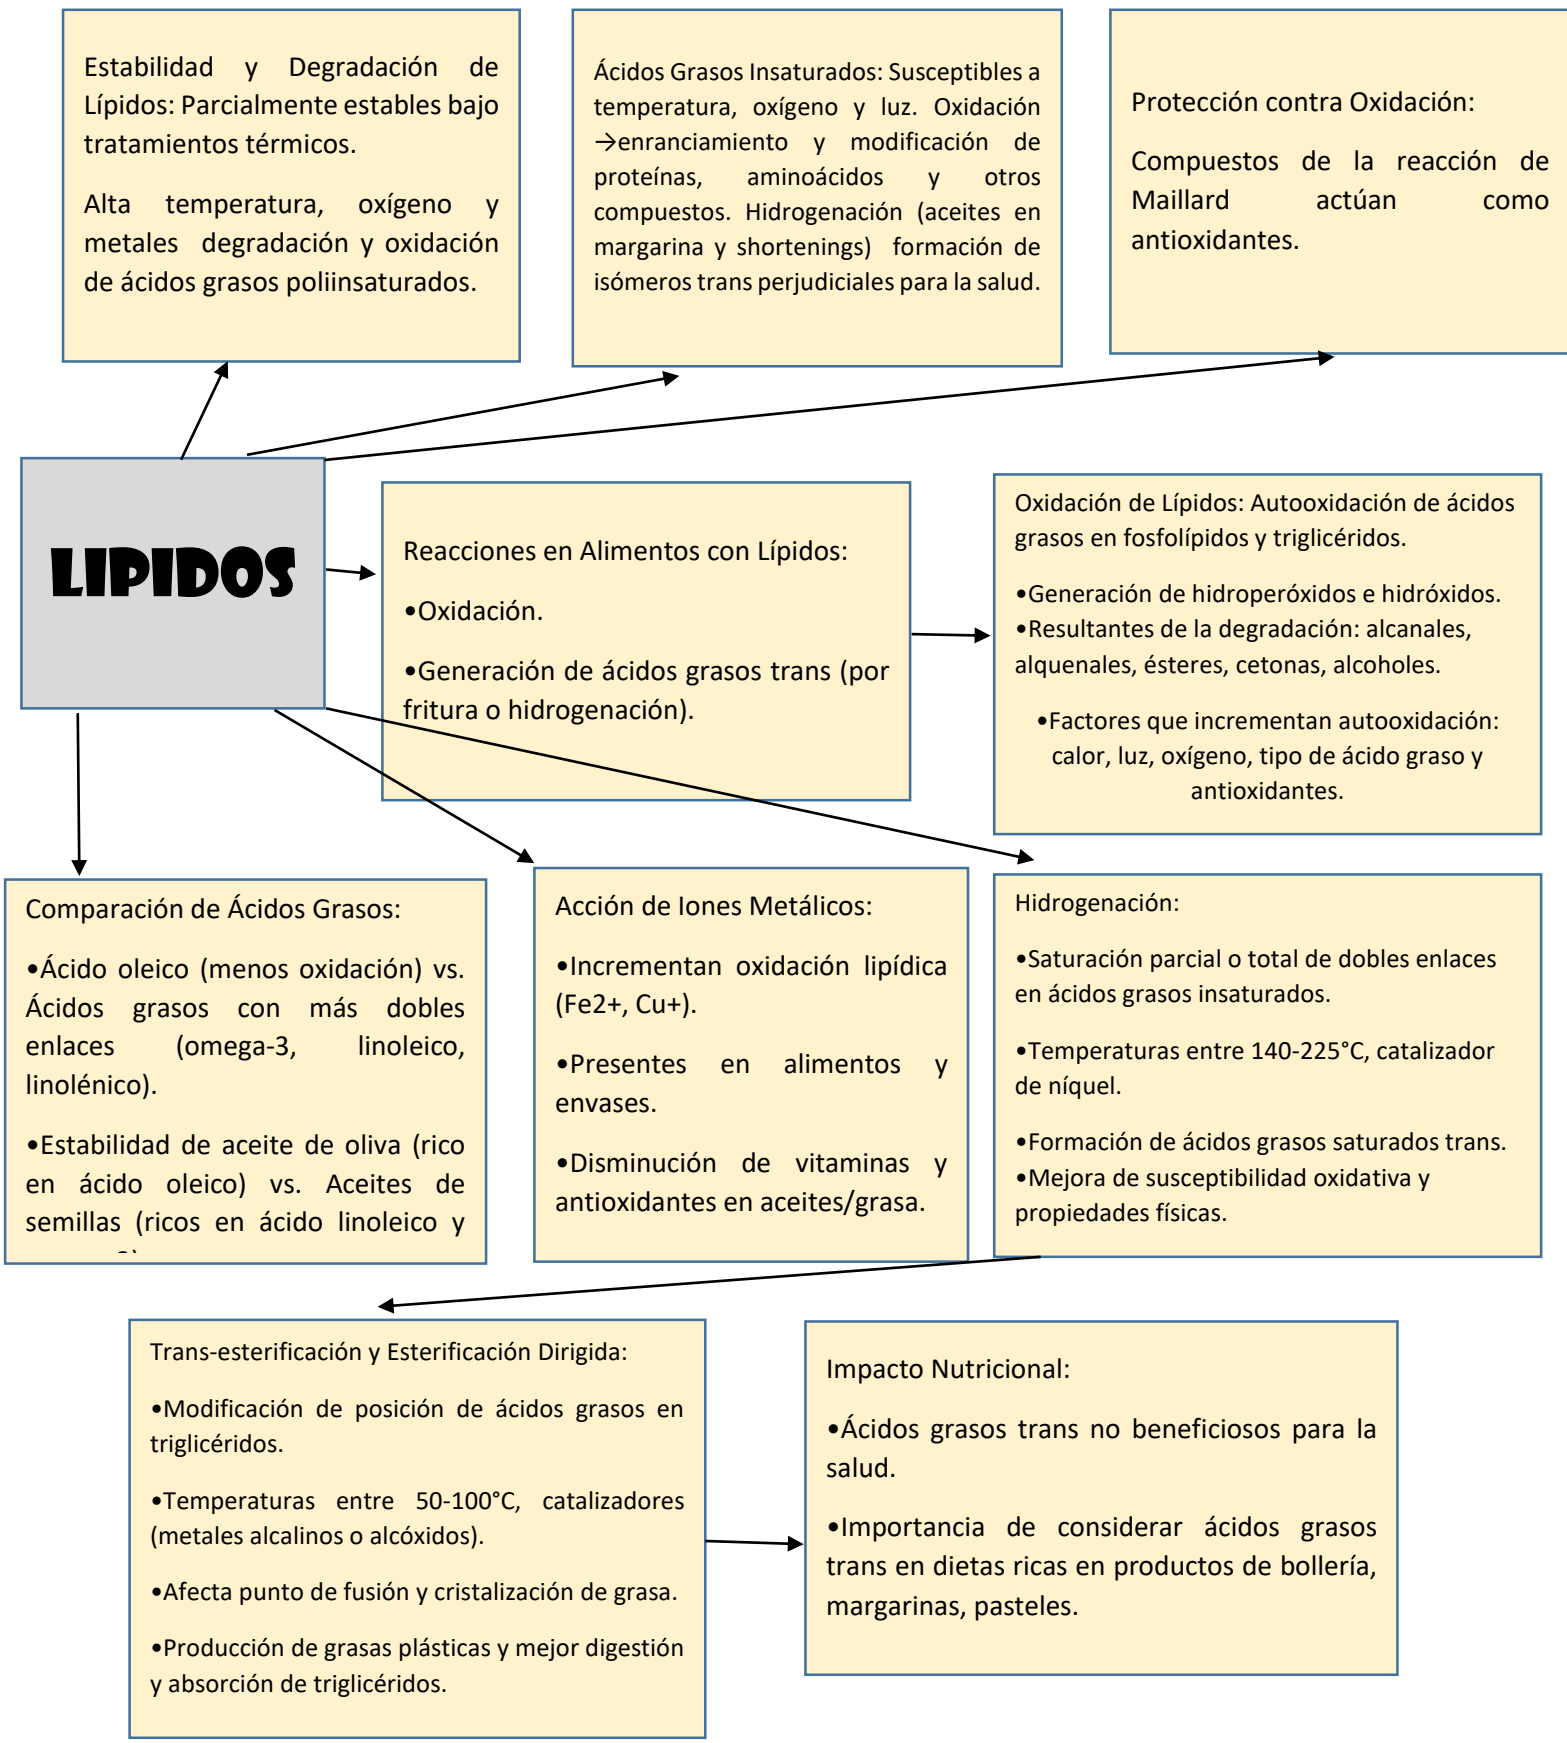 Estabilidad y Degradación de
Lípidos: Parcialmente estables bajo
tratamientos térmicos.
Alta temperatura, oxígeno y
metales degradación y oxidación
de ácidos grasos poliinsaturados.
Ácidos Grasos Insaturados: Susceptibles a
temperatura, oxígeno y luz. Oxidación
→enranciamiento y modificación de
proteínas, aminoácidos y otros
compuestos. Hidrogenación (aceites en
margarina y shortenings) formación de
isómeros trans perjudiciales para la salud.
Protección contra Oxidación:
Compuestos de la reacción de
Maillard actúan como
antioxidantes.
LIPIDOS
Reacciones en Alimentos con Lípidos:
•Oxidación.
•Generación de ácidos grasos trans (por
fritura o hidrogenación).
Oxidación de Lípidos: Autooxidación de ácidos
grasos en fosfolípidos y triglicéridos.
•Generación de hidroperóxidos e hidróxidos.
•Resultantes de la degradación: alcanales,
alquenales, ésteres, cetonas, alcoholes.
•Factores que incrementan autooxidación:
calor, luz, oxígeno, tipo de ácido graso y
antioxidantes.
Comparación de Ácidos Grasos:
•Ácido oleico (menos oxidación) vs.
Ácidos grasos con más dobles
enlaces (omega-3, linoleico,
linolénico).
•Estabilidad de aceite de oliva (rico
en ácido oleico) vs. Aceites de
semillas (ricos en ácido linoleico y
Acción de Iones Metálicos:
•Incrementan oxidación lipídica
(Fe2+, Cu+).
•Presentes en alimentos y
envases.
•Disminución de vitaminas y
antioxidantes en aceites/grasa.
Hidrogenación:
•Saturación parcial o total de dobles enlaces
en ácidos grasos insaturados.
•Temperaturas entre 140-225°C, catalizador
de níquel.
•Formación de ácidos grasos saturados trans.
•Mejora de susceptibilidad oxidativa y
propiedades físicas.
Trans-esterificación y Esterificación Dirigida:
•Modificación de posición de ácidos grasos en
triglicéridos.
•Temperaturas entre 50-100°C, catalizadores
(metales alcalinos o alcóxidos).
•Afecta punto de fusión y cristalización de grasa.
•Producción de grasas plásticas y mejor digestión
y absorción de triglicéridos.
Impacto Nutricional:
•Ácidos grasos trans no beneficiosos para la
salud.
•Importancia de considerar ácidos grasos
trans en dietas ricas en productos de bollería,
margarinas, pasteles.